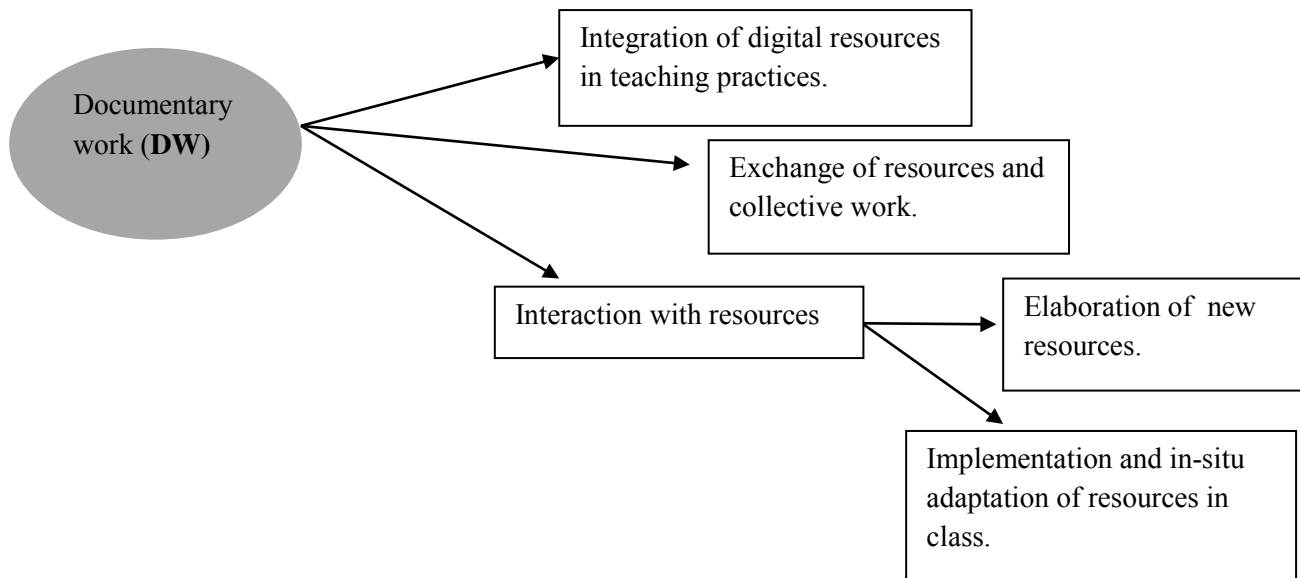 Integration of digital resources
in teaching practices.
Documentary
work (DW)
Exchange of resources and
collective work.
Interaction with resources
Elaboration of  new
resources.
Implementation and in-situ
adaptation of resources in
class.